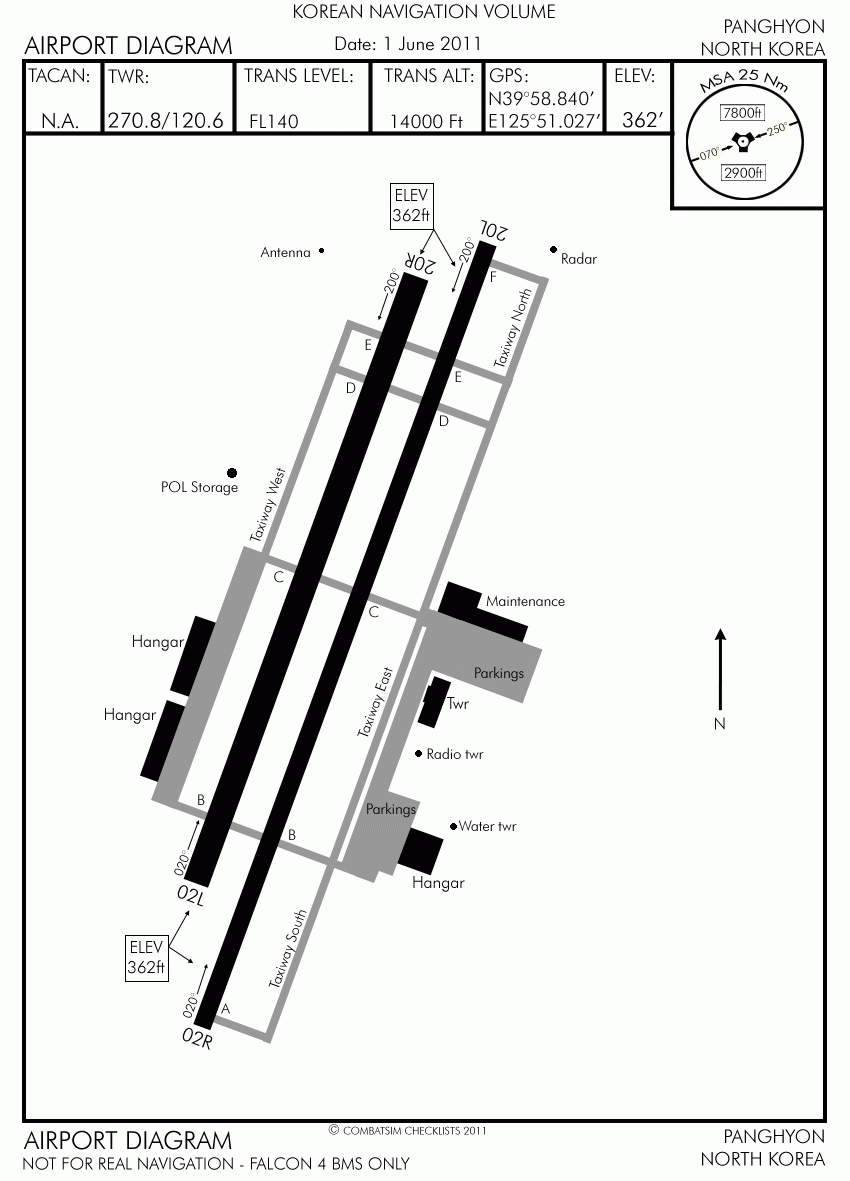 KOREAN NAVIGATION VOLUME
AIRPORT DIAGRAM
Date: 1 June 2011
PANGHYON
NORTH KOREA
TACAN:
N.A.
TWR:
270.8/120.6
TRANS LEVEL:
FL140
TRANS ALT:
14000 Ft
GPS:
N39°58.840'
E125°51.027'
ELEV:
362'
MSA 25 Nm
7800ft
250°
070°
2900ft
ELEV
362ft
20L
20R
200°
200°
Antenna
Radar
F
Taxiway North
E
E
D
D
POL Storage
Taxiway West
C
C
Maintenance
Hangar
Parkings
Taxiway East
Twr
Hangar
Radio twr
N
B
B
Parkings
Water twr
020°
02L
Hangar
ELEV
362ft
Taxiway South
020°
A
02R
© COMBATSIM CHECKLISTS 2011
AIRPORT DIAGRAM
NOT FOR REAL NAVIGATION - FALCON 4 BMS ONLY
PANGHYON
NORTH KOREA